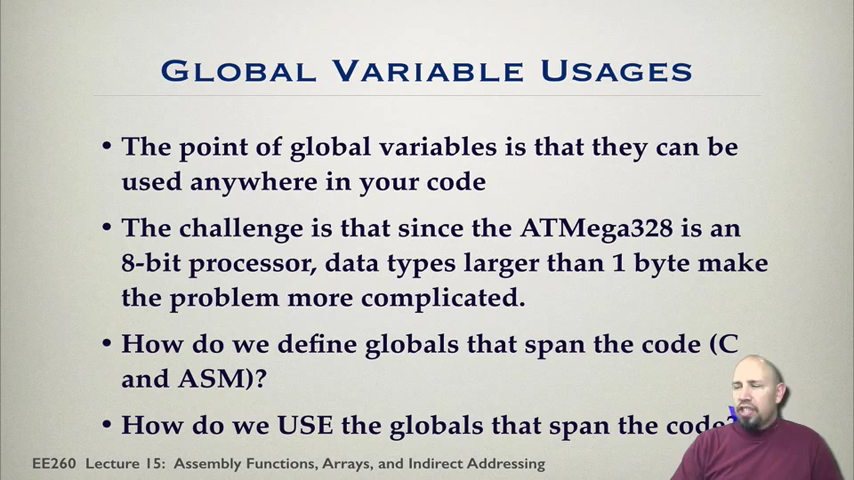 GLOBAL VARIABLE USAGES
• The point of global variables is that they can be
used anywhere in your code
• The challenge is that since the ATMega328 is an
8-bit processor, data types larger than 1 byte make
the problem more complicated.
• How do we define globals that span the code (C
and ASM)?
• How do we USE the globals that span the code?
EE260 Lecture 15: Assembly Functions, Arrays, and Indirect Addressing